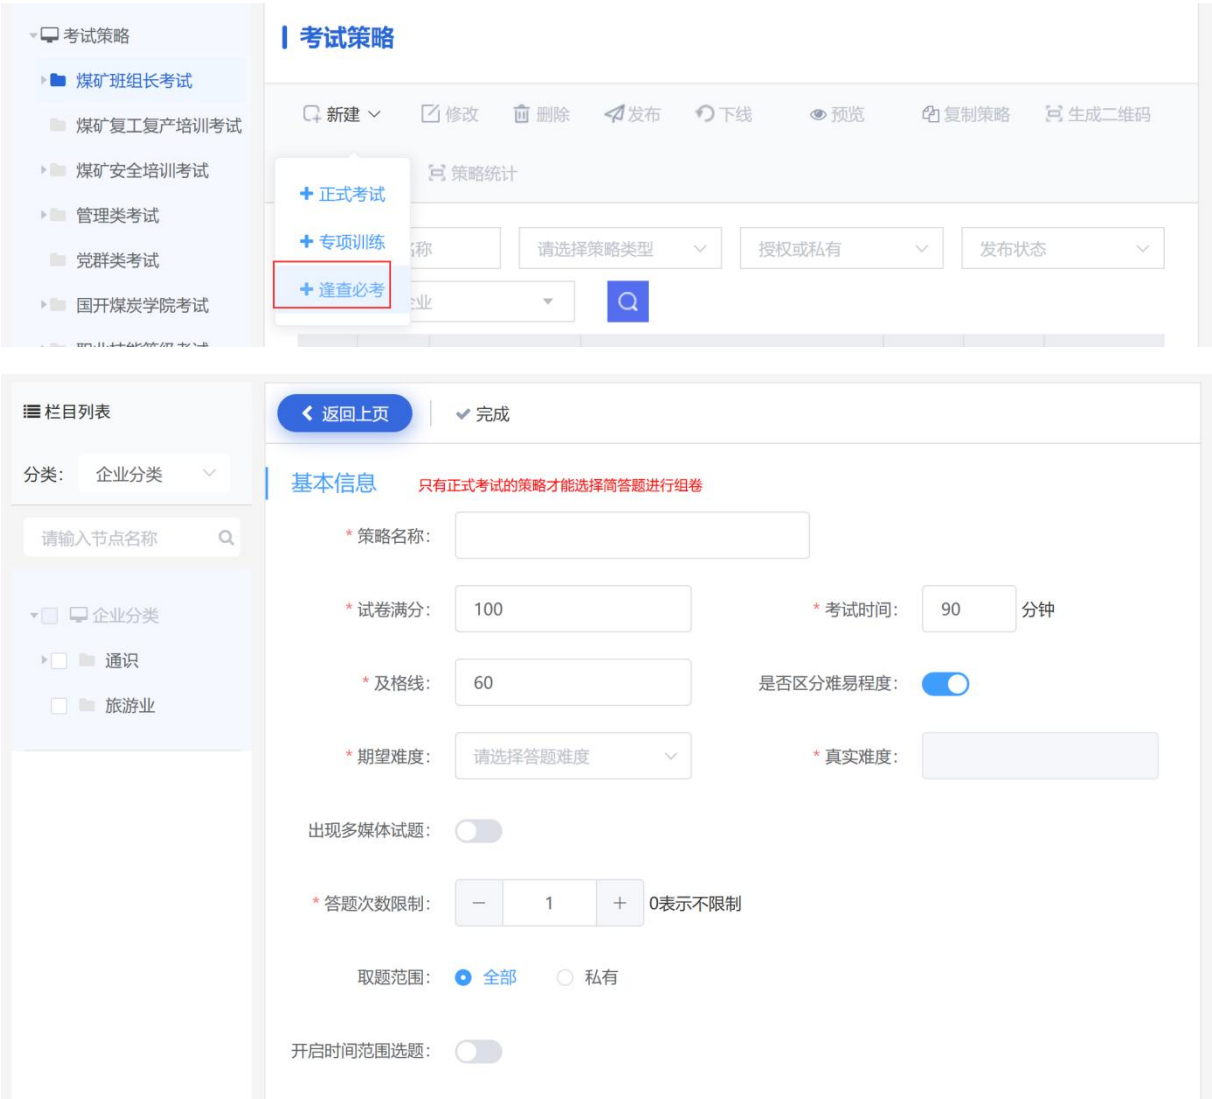 考试策略
煤矿班组长考试
煤矿复工复产培训考试
煤矿安全培训考试
管理类考试
党群类考试
国开煤炭学院考试
考试策略
新建
修改
删除
发布
下线
预览
复制策略
生成二维码
策略统计
正式考试
专项训练
逢查必考
称
请选择策略类型
授权或私有
发布状态
业
栏目列表
分类：
企业分类
请输入节点名称
企业分类
通识
旅游业
返回上页
完成
基本信息
只有正式考试的策略才能选择简答题进行组卷
* 策略名称：
* 试卷满分：
100
* 考试时间：
90
分钟
* 及格线：
60
是否区分难易程度：
* 期望难度：
请选择答题难度
* 真实难度：
出现多媒体试题：
* 答题次数限制：
1
0表示不限制
取题范围：
全部
私有
开启时间范围选题：